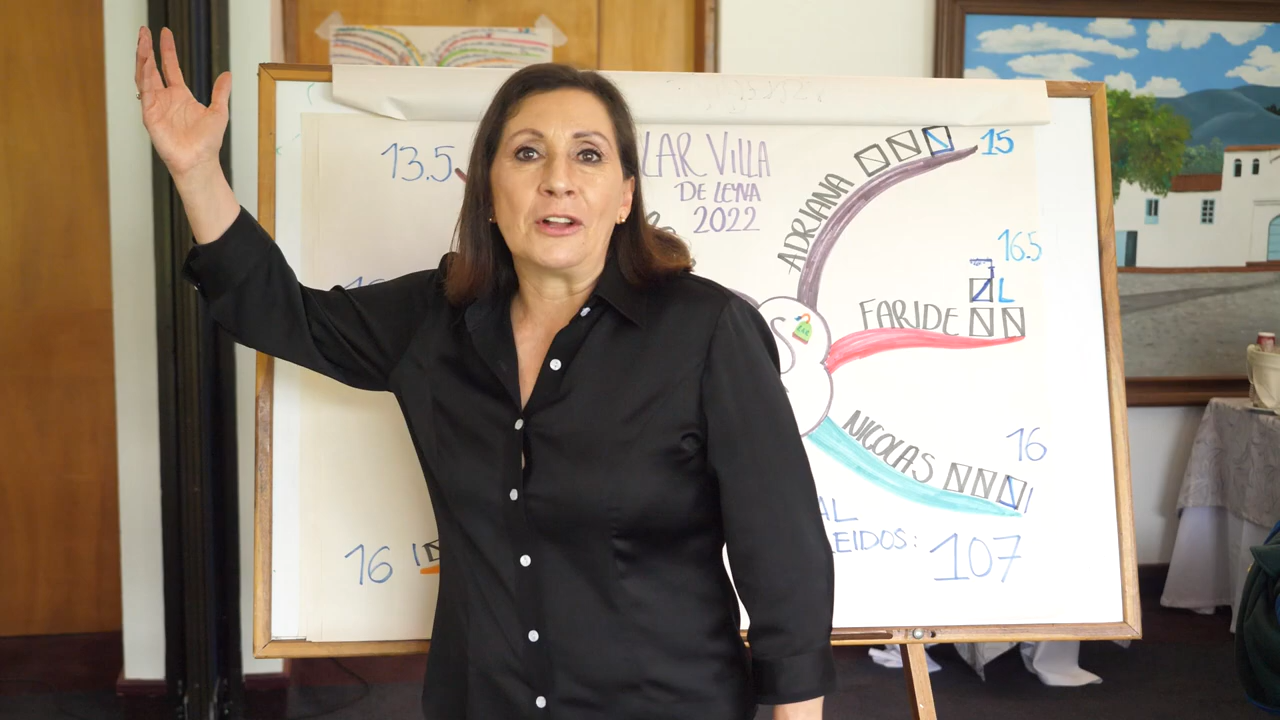 13.5
LAR VILLA
DE LEYVA
2022
ADRIANA
15
16.5
L
FARIDE
16
NICOLAS
16
AL
LEIDOS: 107